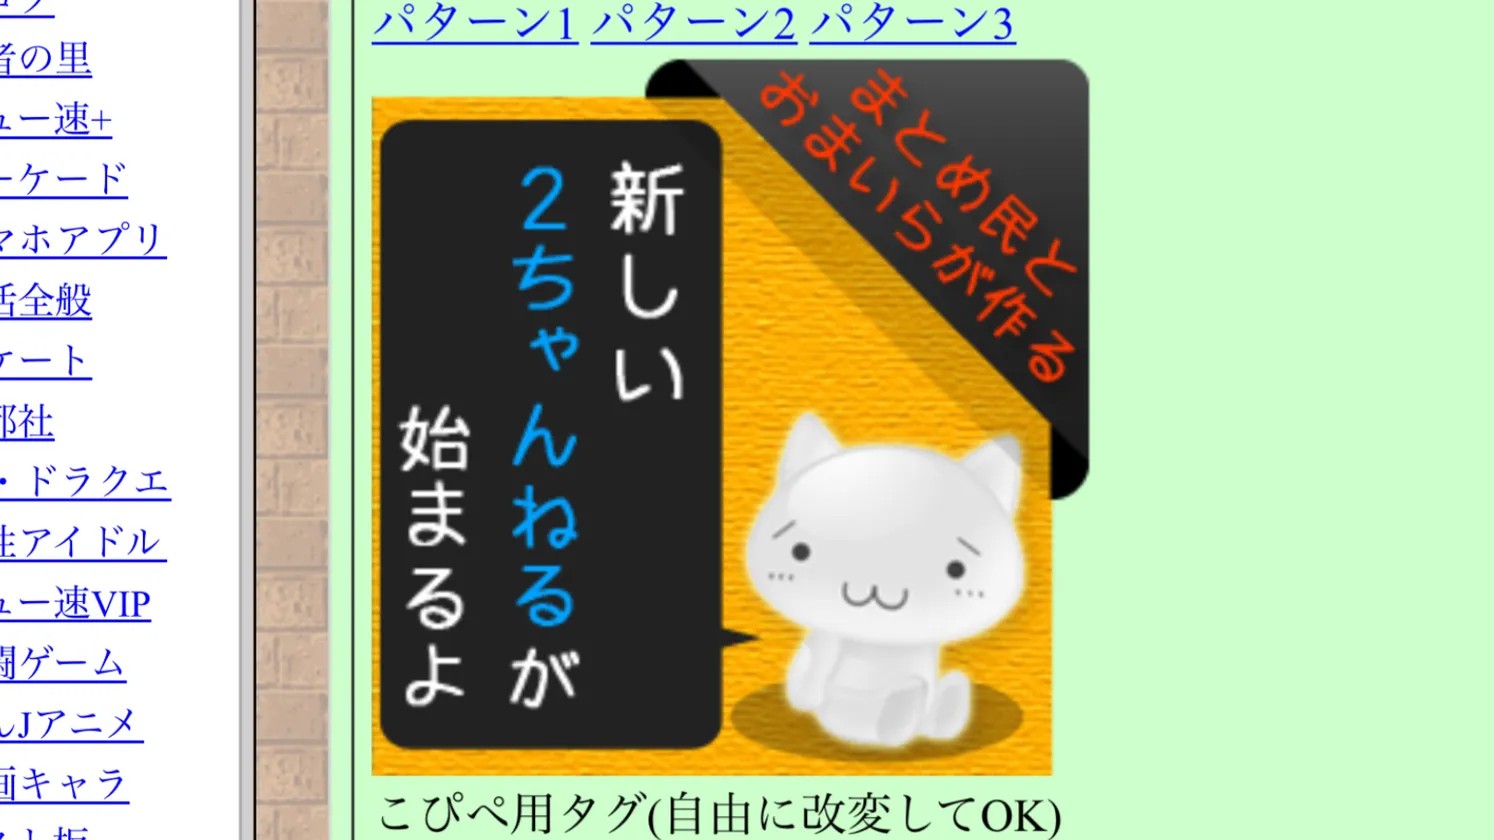 者の里
ュー速+
ーケード
マホアプリ
活全般
ケート
部社
・ドラクエ
性アイドル
ュー速VIP
闘ゲーム
んJアニメ
画キャラ
パターン1 パターン2 パターン3
まとめ民と
おまいらが作る
新しい
2ちゃんねるが
始まるよ
こぴぺ用タグ(自由に改変してOK)